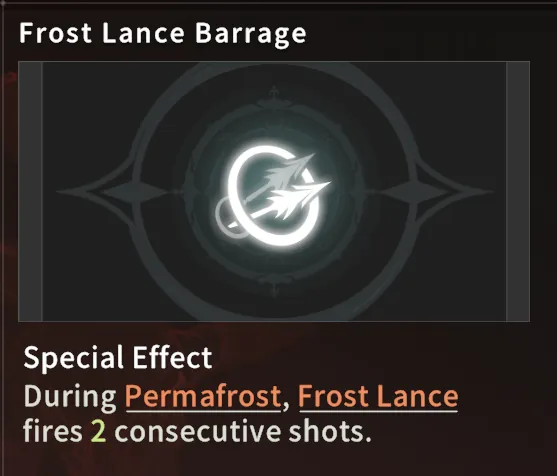 Frost Lance Barrage
Special Effect
During Permafrost, Frost Lance
fires 2 consecutive shots.